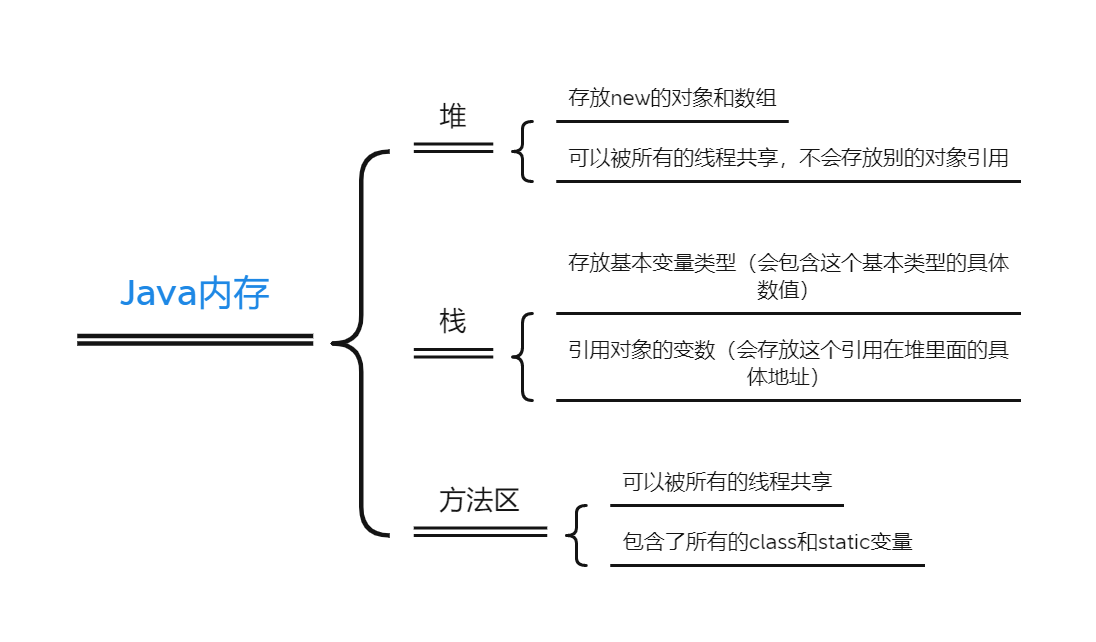 Java内存
堆
存放new的对象和数组
可以被所有的线程共享，不会存放别的对象引用
栈
存放基本变量类型（会包含这个基本类型的具体
数值）
引用对象的变数（会存放这个引用在堆里面的具
体地址）
方法区
可以被所有的线程共享
包含了所有的class和static变量